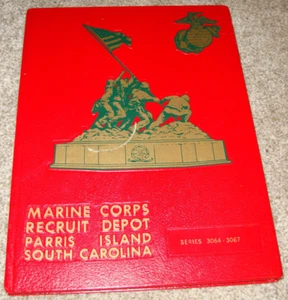 MARINE CORPS
RECRUIT DEPOT
PARRIS ISLAND
SOUTH CAROLINA
SERIES 3064 - 3067